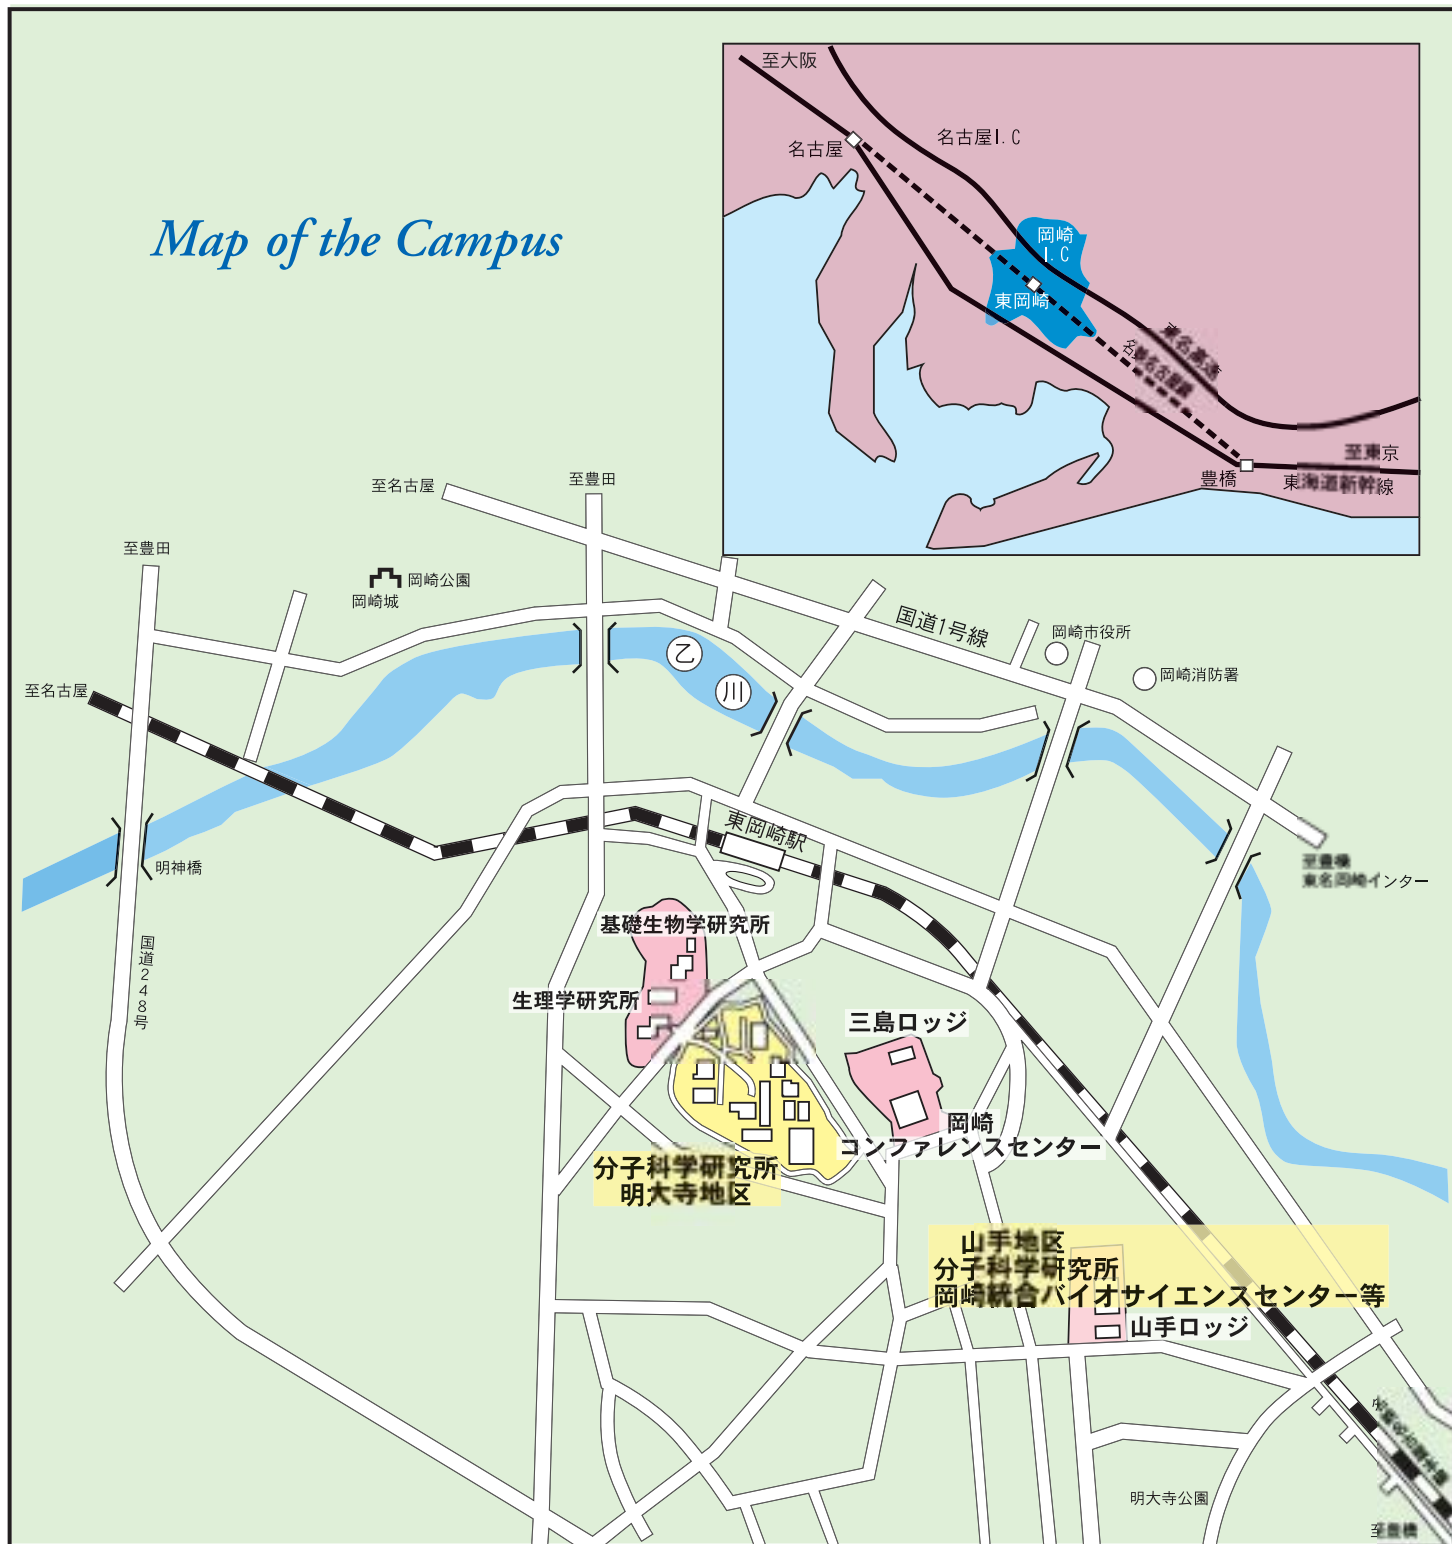 Map of the Campus
至大阪
名古屋
名古屋I.C
岡崎
I.C
東岡崎
東名高速
豊橋
至東京
東海道新幹線
至名古屋
至豊田
至豊田
岡崎公園
岡崎城
国道1号線
岡崎市役所
岡崎消防署
乙
川
至名古屋
東岡崎駅
明神橋
至豊橋
東名岡崎インター
国道248号
基礎生物学研究所
生理学研究所
三島ロッジ
岡崎
コンファレンスセンター
分子科学研究所
明大寺地区
山手地区
分子科学研究所
岡崎統合バイオサイエンスセンター等
山手ロッジ
明大寺公園
至豊橋